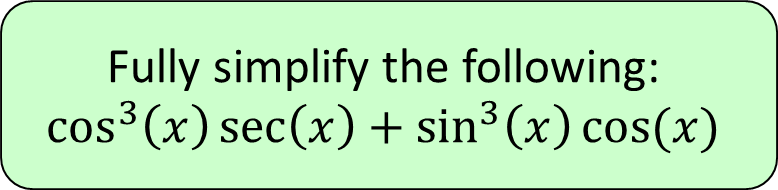 Fully simplify the following:
cos³(x) sec(x) + sin³(x) cos(x)